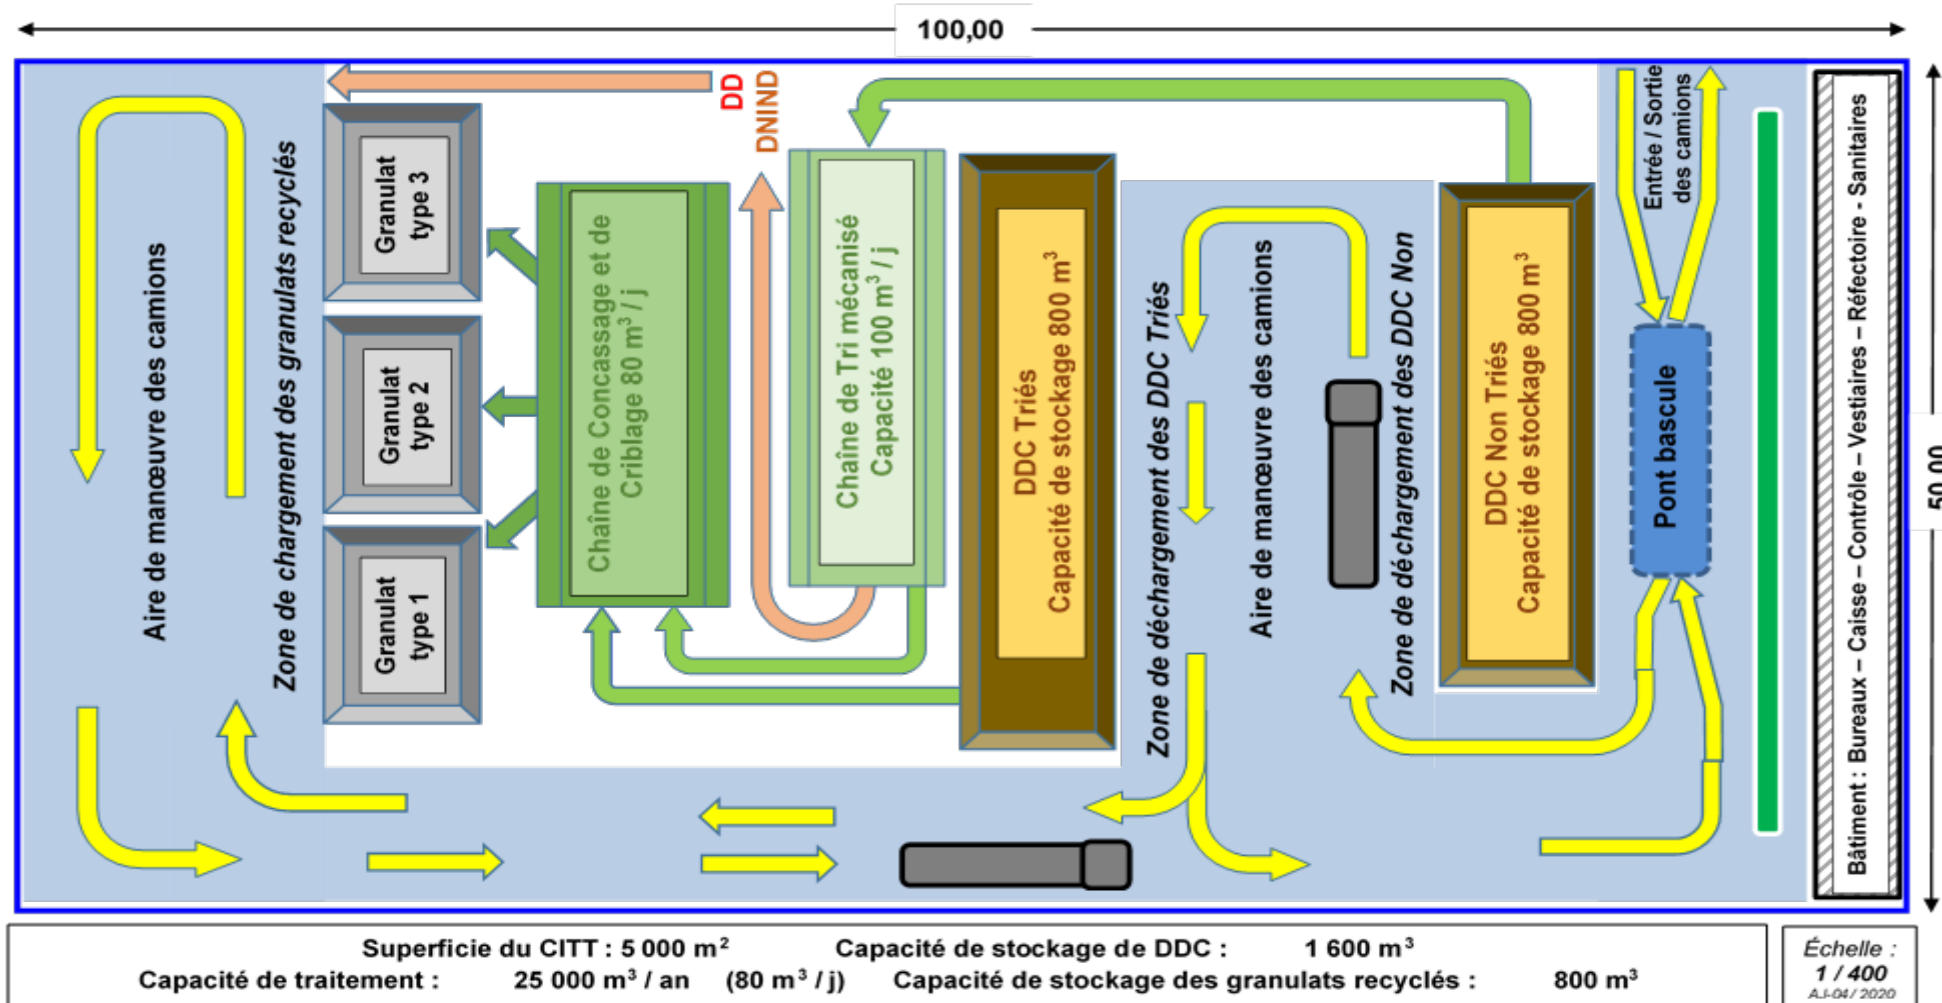 100,00
50,00
Aire de manœuvre des camions
Zone de chargement des granulats recyclés
Granulat
type 3
Granulat
type 2
Granulat
type 1
Chaîne de Concassage et de
Criblage 80 m³ / j
DD
DNIND
Chaîne de Tri mécanisé
Capacité 100 m³ / j
DDC Triés
Capacité de stockage 800 m³
Zone de déchargement des DDC Triés
Aire de manœuvre des camions
Zone de déchargement des DDC Non
DDC Non Triés
Capacité de stockage 800 m³
Entrée / Sortie
des camions
Pont bascule
Bâtiment : Bureaux – Caisse – Contrôle – Vestiaires – Réfectoire - Sanitaires
Superficie du CITT : 5 000 m² Capacité de stockage de DDC : 1 600 m³
Capacité de traitement : 25 000 m³ / an (80 m³ / j) Capacité de stockage des granulats recyclés : 800 m³
Échelle :
1 / 400
A.I-04/ 2020